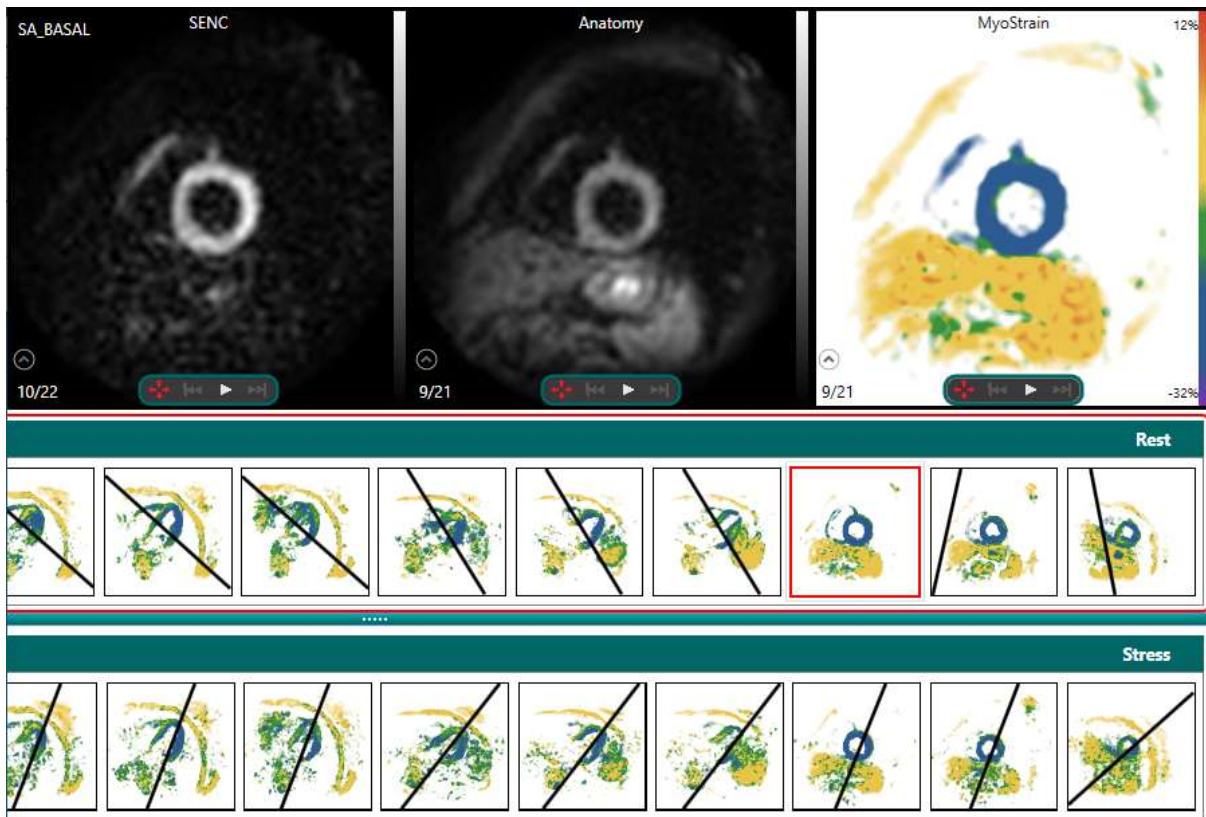 SA_BASAL
SENC
Anatomy
MyoStrain
12%
10/22
9/21
9/21
-32%
Rest
Stress